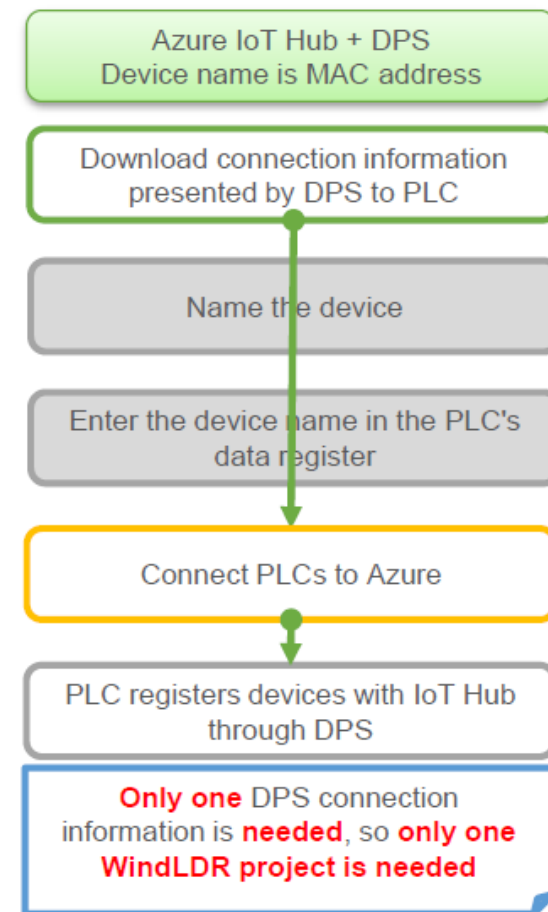 Azure IoT Hub + DPS
Device name is MAC address
Download connection information
presented by DPS to PLC
Name the device
Enter the device name in the PLC's
data register
Connect PLCs to Azure
PLC registers devices with IoT Hub
through DPS
Only one DPS connection
information is needed, so only one
WindLDR project is needed